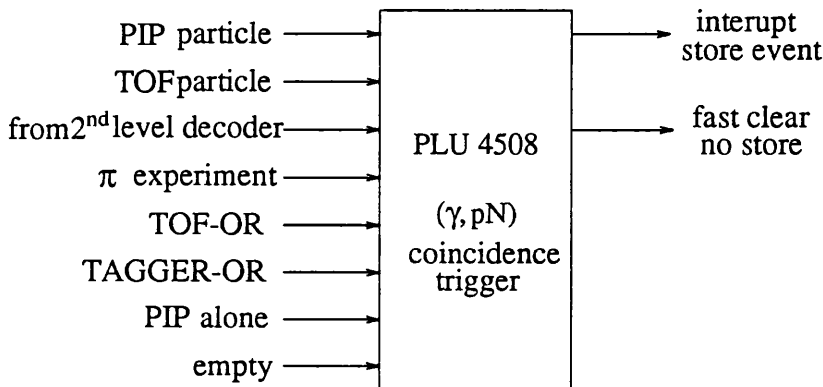 PIP particle
TOFparticle
from2nd level decoder
π experiment
TOF-OR
TAGGER-OR
PIP alone
empty
PLU 4508
(γ,pN)
coincidence
trigger
interupt
store event
fast clear
no store